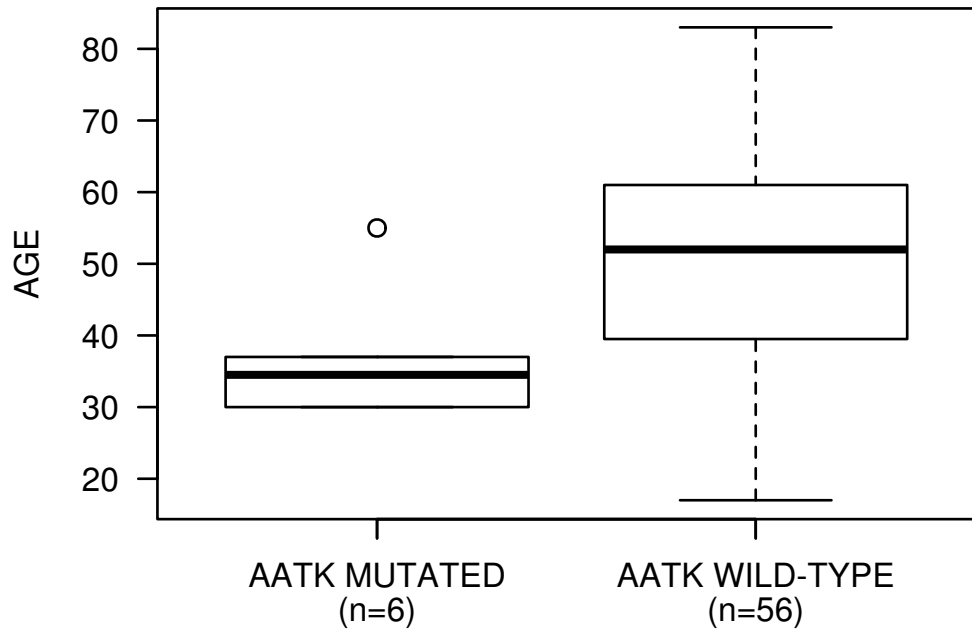 AGE
80
70
60
50
40
30
20
AATK MUTATED
(n=6)
AATK WILD-TYPE
(n=56)